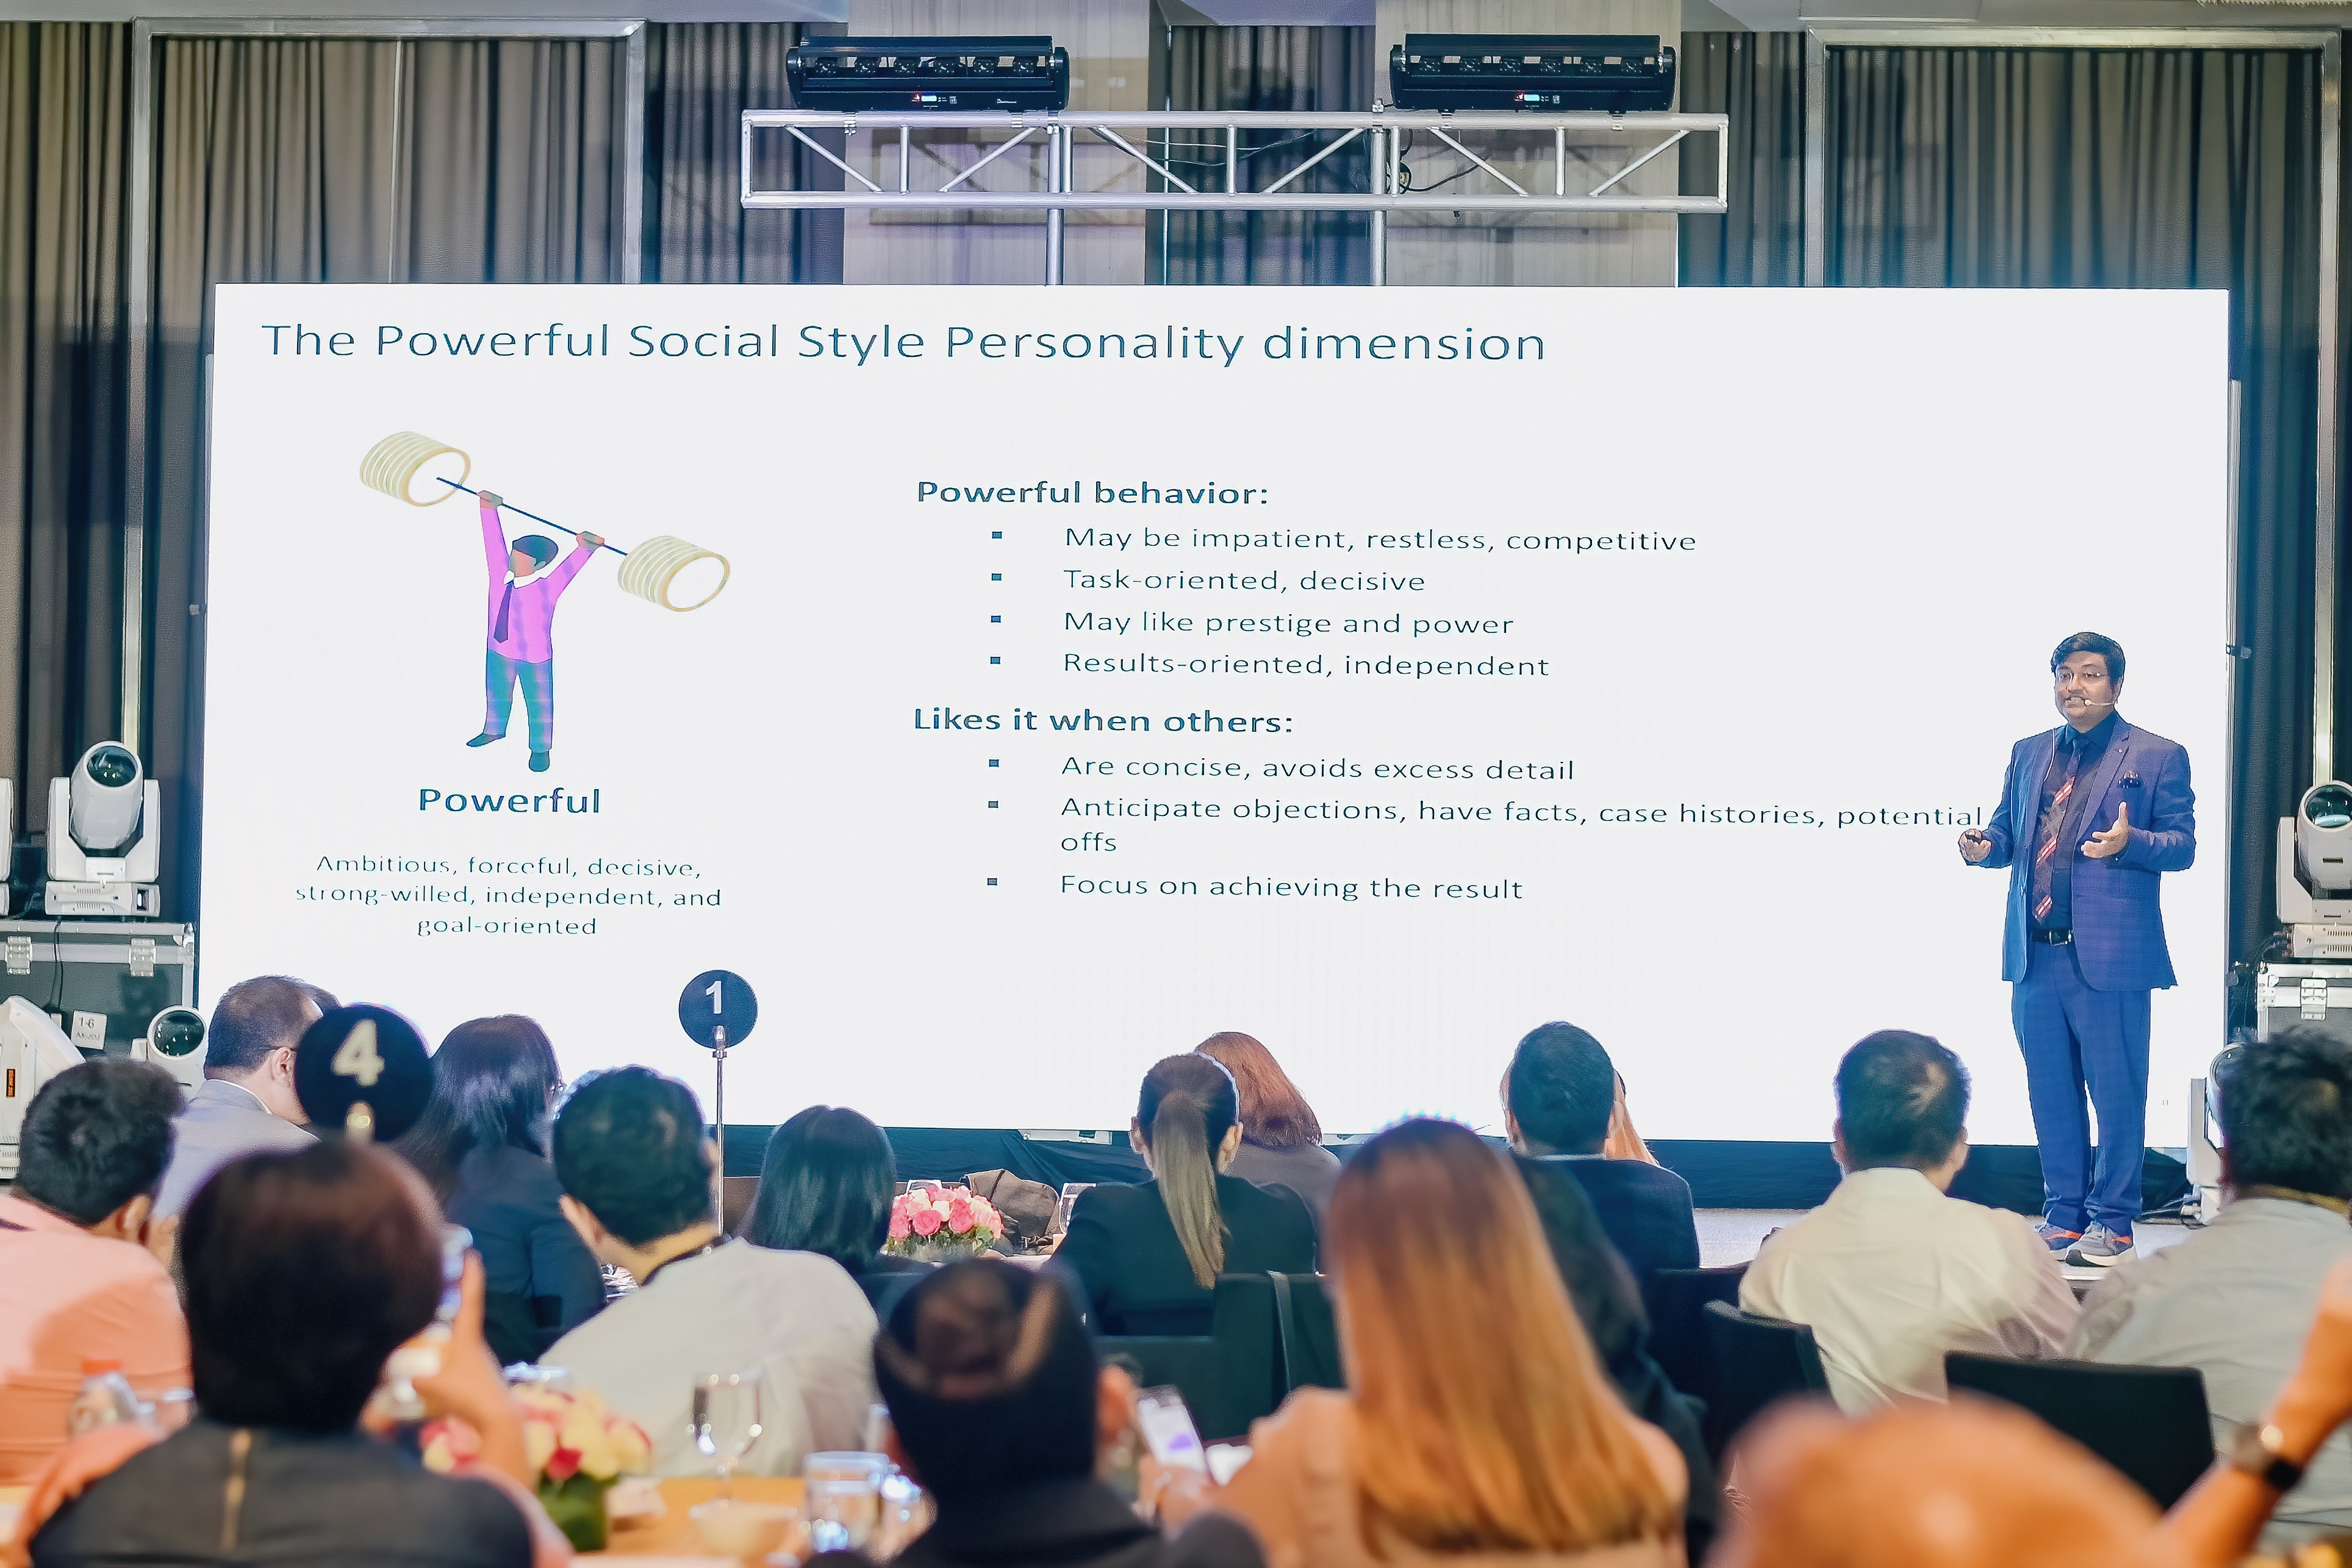 The Powerful Social Style Personality dimension
Powerful behavior:
May be impatient, restless, competitive
Task-oriented, decisive
May like prestige and power
Results-oriented, independent
Likes it when others:
Are concise, avoids excess detail
Anticipate objections, have facts, case histories, potential
offs
Focus on achieving the result
Powerful
Ambitious, forceful, decisive,
strong-willed, independent, and
goal-oriented
1
4
1-6